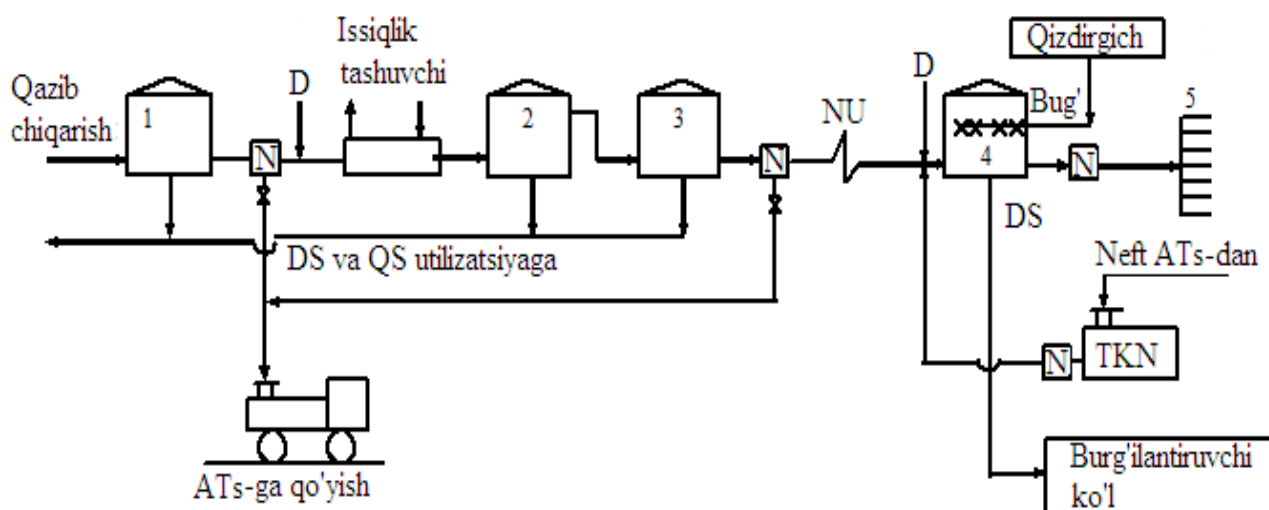 Qazib
chiqarish
1
N
D
Issiqlik
tashuvchi
2
3
N
NU
D
Qizdirgich
Bug'
4
N
5
DS
DS va QS utilizatsiyaga
Neft ATs-dan
N
TKN
ATs-ga qo'yish
Burg'ilantiruvchi
ko'l